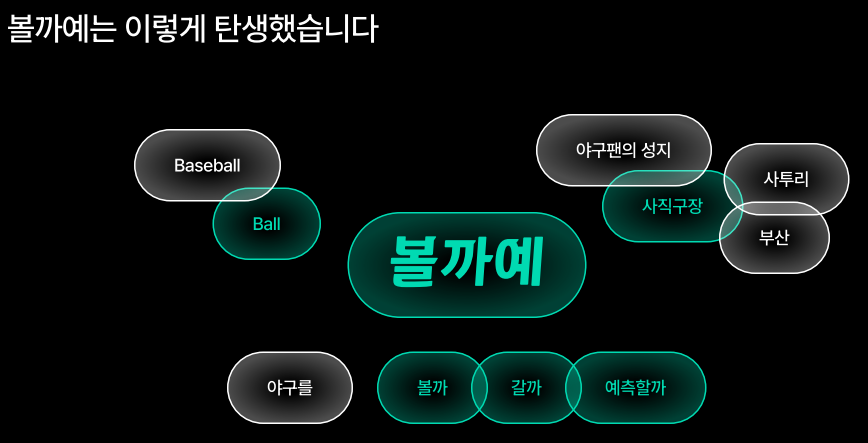 볼까예는 이렇게 탄생했습니다
Baseball
Ball
야구팬의 성지
사투리
사직구장
부산
볼까예
야구를
볼까
갈까
예측할까